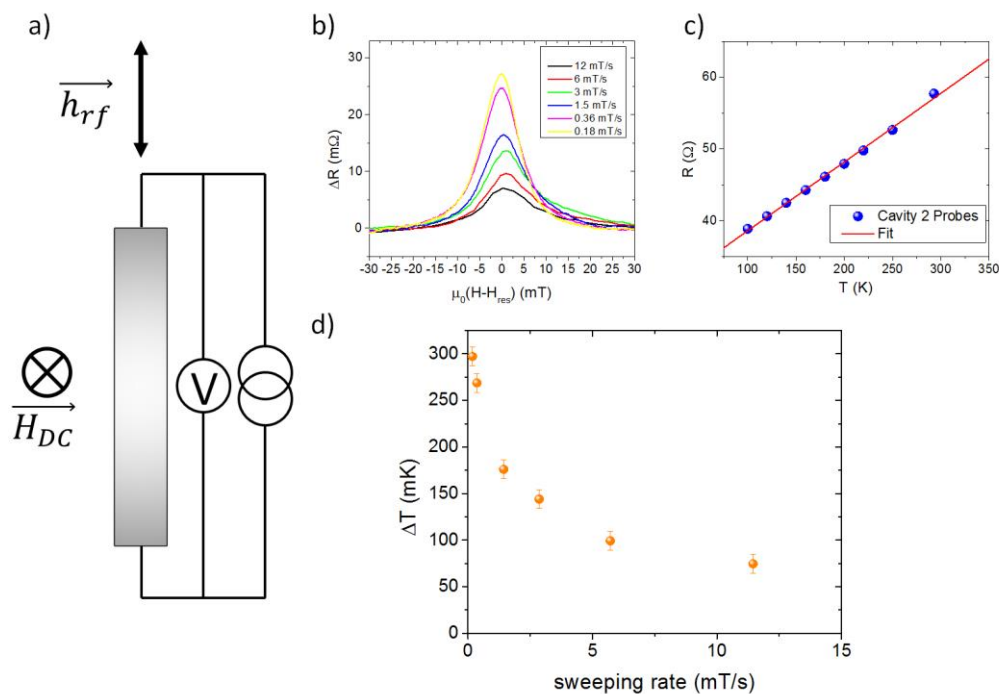 a)
h_rf
H_DC
V
b)
ΔR (mΩ)
30
20
10
0
-30 -25 -20 -15 -10 -5 0 5 10 15 20 25 30
μ₀(H-H_res) (mT)
12 mT/s
6 mT/s
3 mT/s
1.5 mT/s
0.36 mT/s
0.18 mT/s
c)
R (Ω)
60
50
40
100 150 200 250 300 350
T (K)
Cavity 2 Probes
Fit
d)
ΔT (mK)
300
250
200
150
100
50
0
0 5 10 15
sweeping rate (mT/s)